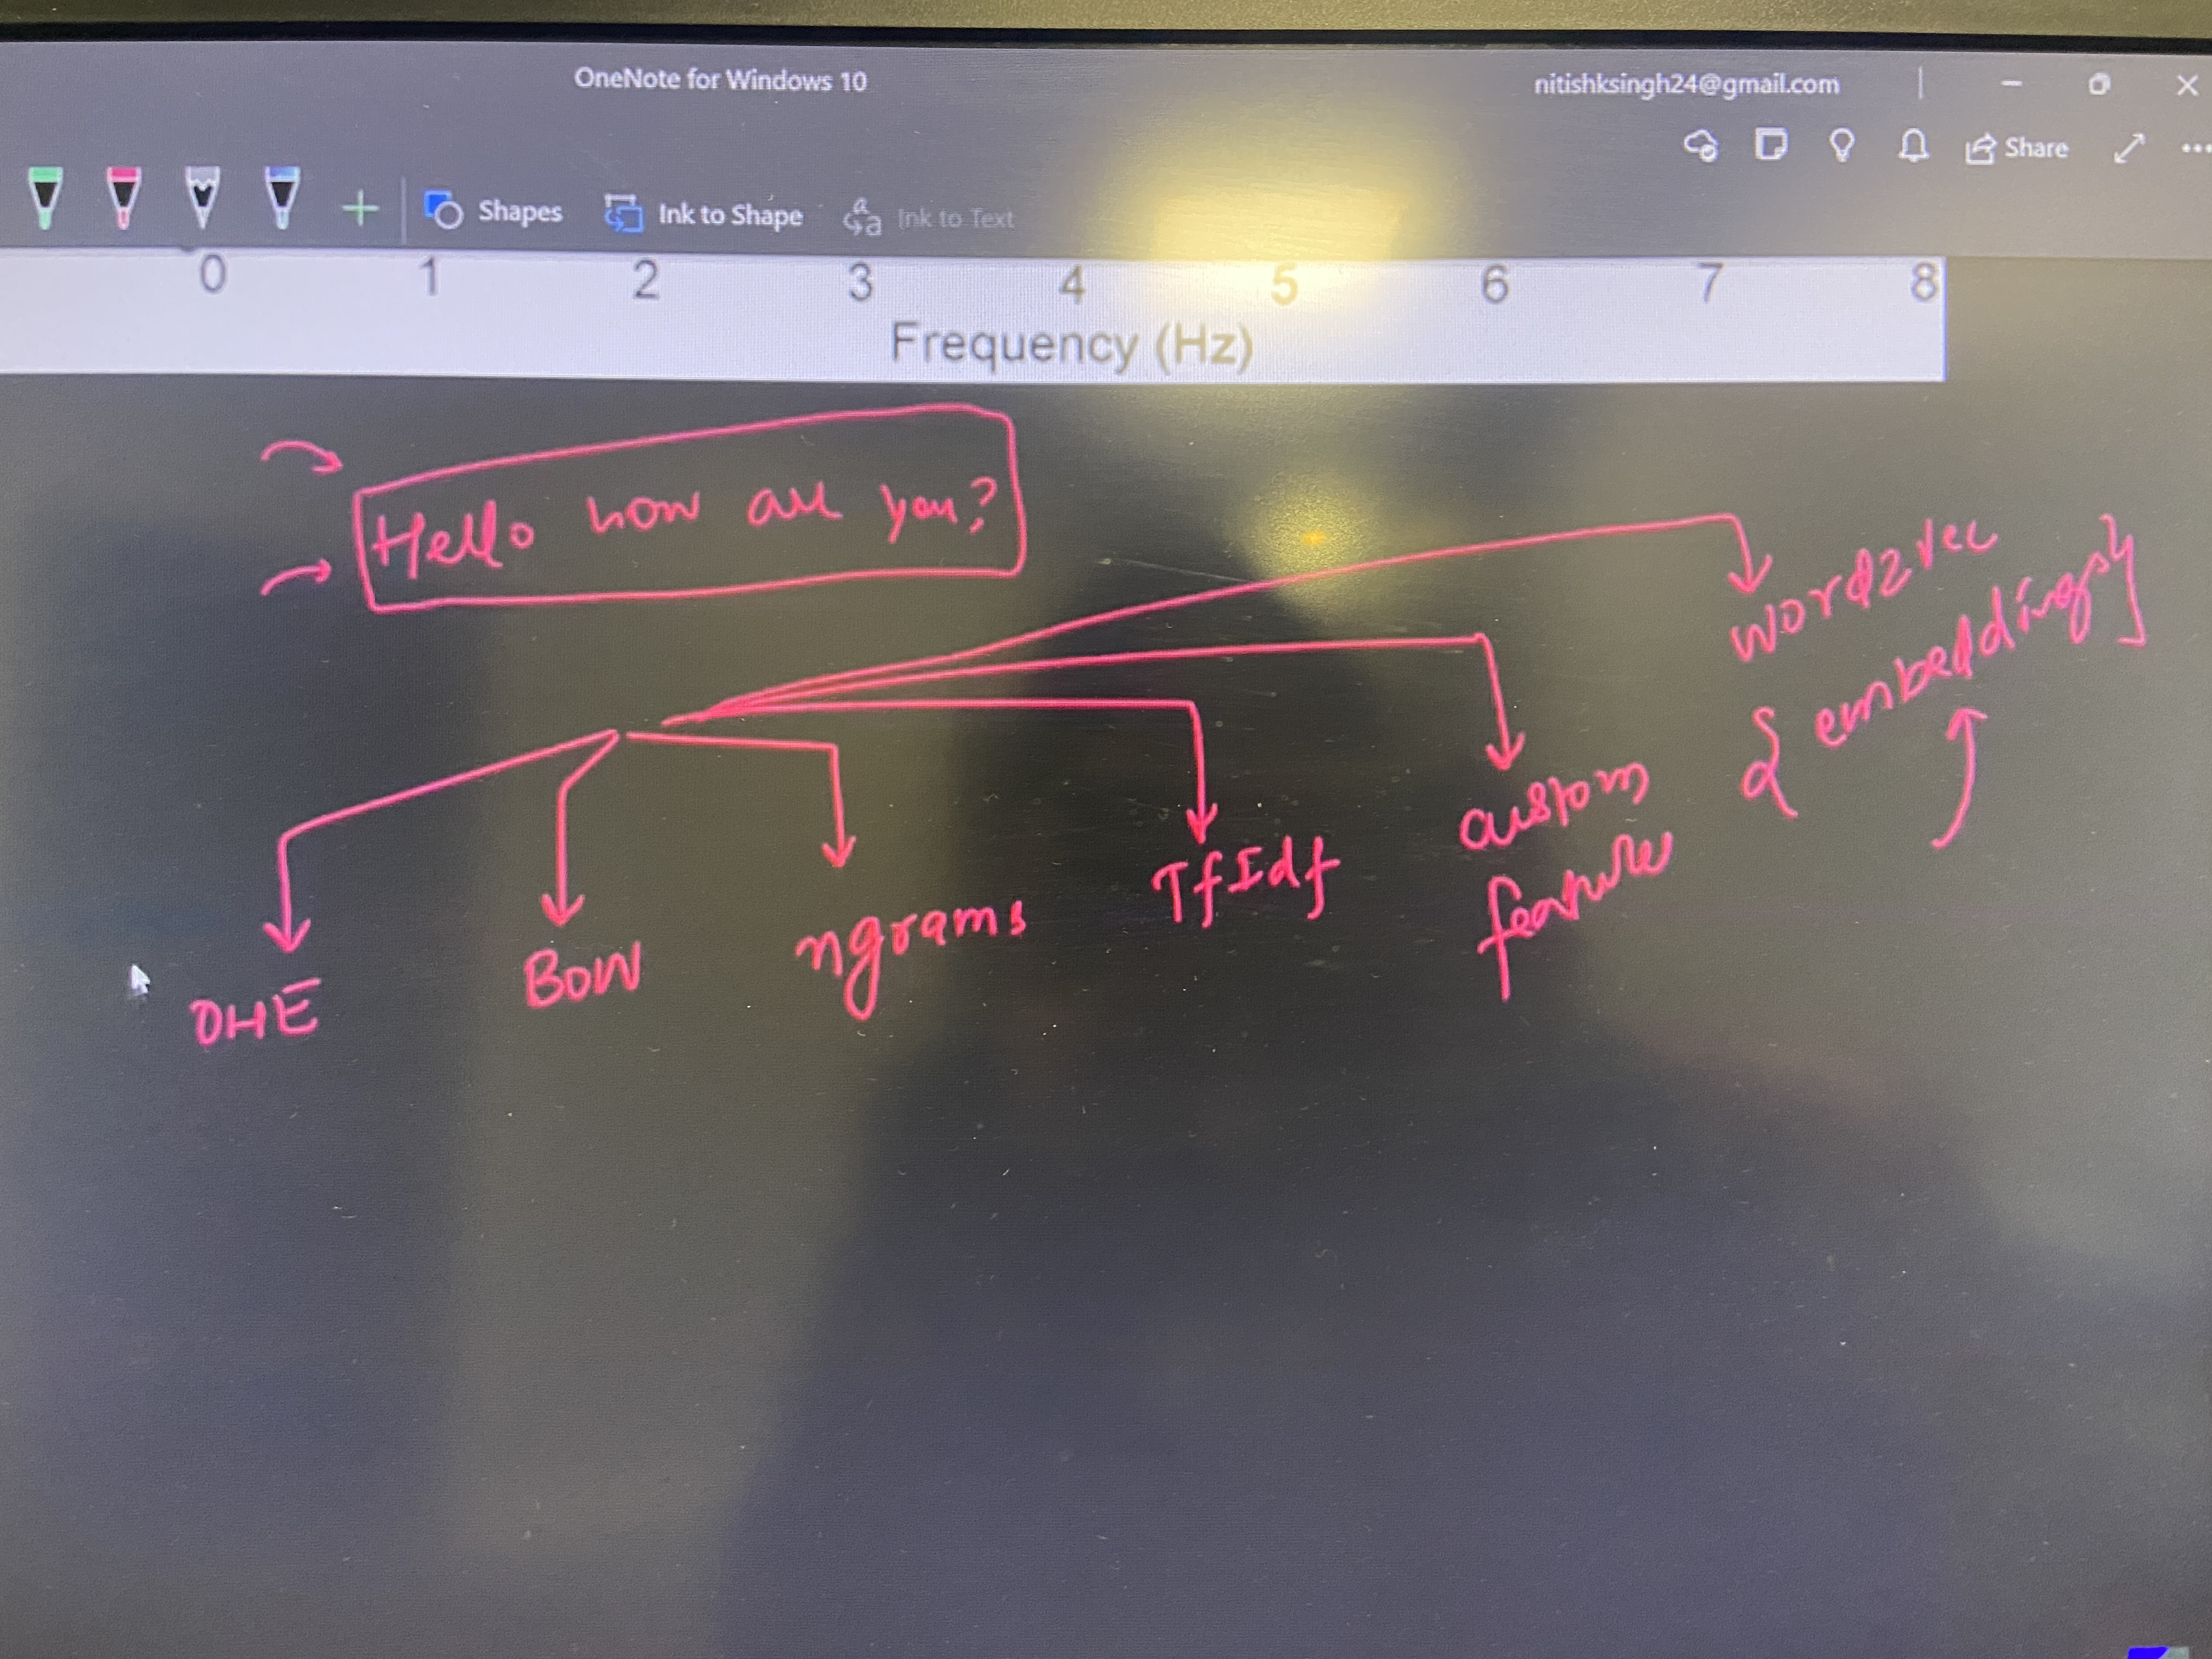 OneNote for Windows 10
nitishksingh24@gmail.com
Share
Shapes
Ink to Shape
Ink to Text
0 1 2 3 4 5 6 7 8
Frequency (Hz)
Hello how are you?
OHE
BOW
ngrams
TfIdf
custom
feature
word2vec
{embeddings}